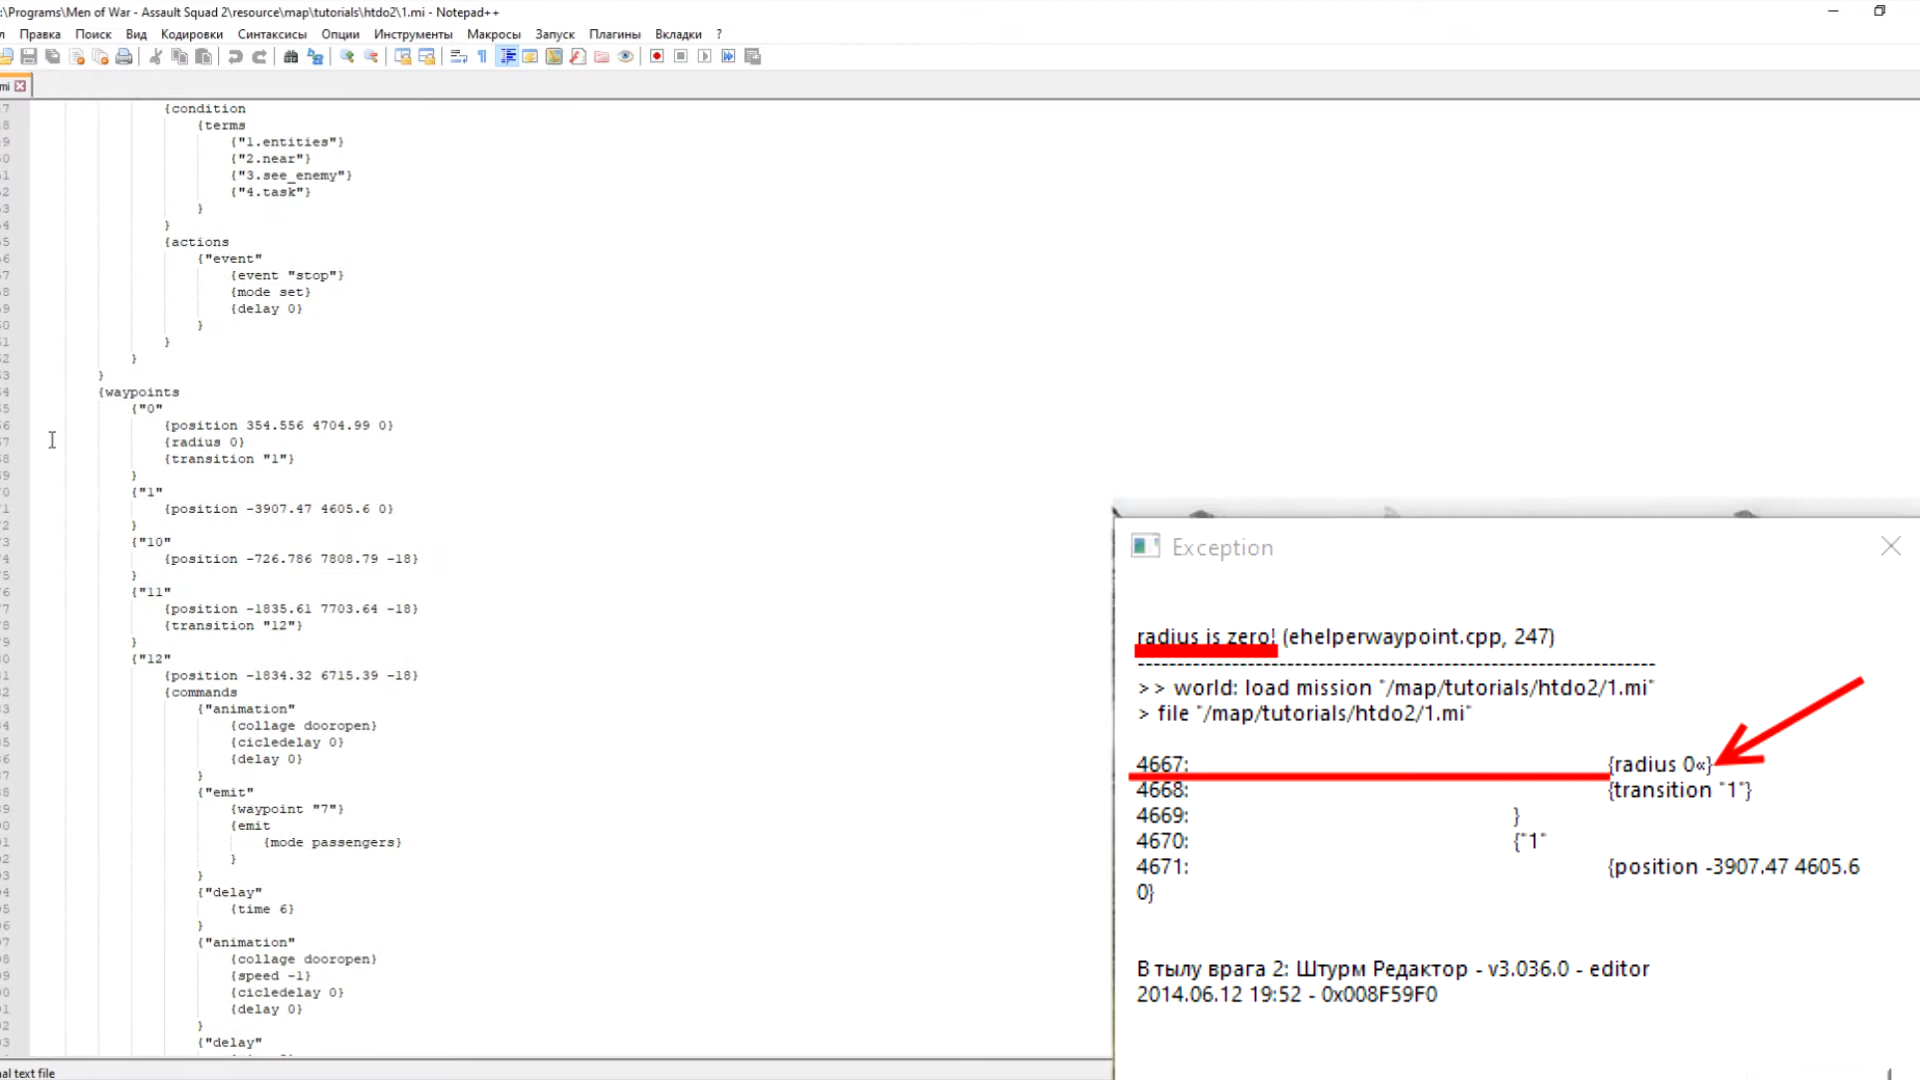 :\Programs\Men of War - Assault Squad 2\resource\map\tutorials\htdo2\1.mi - Notepad++
Правка Поиск Вид Кодировки Синтаксисы Опции Инструменты Макросы Запуск Плагины Вкладки ?
mi
{condition
{terms
{"1.entities"}
{"2.near"}
{"3.see_enemy"}
{"4.task"}
}
}
{actions
{"event"
{event "stop"}
{mode set}
{delay 0}
}
}
}
}
{waypoints
{"0"
{position 354.556 4704.99 0}
{radius 0}
{transition "1"}
}
{"1"
{position -3907.47 4605.6 0}
}
{"10"
{position -726.786 7808.79 -18}
}
{"11"
{position -1835.61 7703.64 -18}
{transition "12"}
}
{"12"
{position -1834.32 6715.39 -18}
{commands
{"animation"
{collage dooropen}
{cicledelay 0}
{delay 0}
}
{"emit"
{waypoint "7"}
{emit
{mode passengers}
}
}
{"delay"
{time 6}
}
{"animation"
{collage dooropen}
{speed -1}
{cicledelay 0}
{delay 0}
}
{"delay"
al text file
Exception
radius is zero! (ehelperwaypoint.cpp, 247)
------------------------------------------------------------
>> world: load mission "/map/tutorials/htdo2/1.mi"
> file "/map/tutorials/htdo2/1.mi"
4667: {radius 0«}
4668: {transition "1"}
4669: }
4670: {"1"
4671: {position -3907.47 4605.6
0}
В тылу врага 2: Штурм Редактор - v3.036.0 - editor
2014.06.12 19:52 - 0x008F59F0